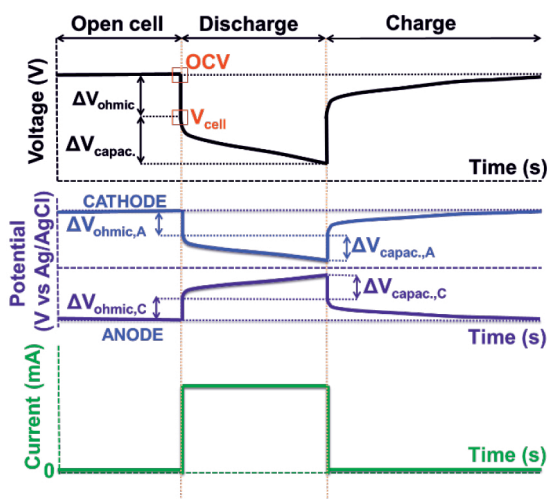 Open cell Discharge Charge
OCV
ΔVohmic
Vcell
ΔVcapac.
Voltage (V)
Time (s)
CATHODE
ΔVohmic,A
ΔVcapac.,A
ΔVohmic,C
ΔVcapac.,C
ANODE
Potential
(V vs Ag/AgCl)
Time (s)
Current (mA)
0
Time (s)